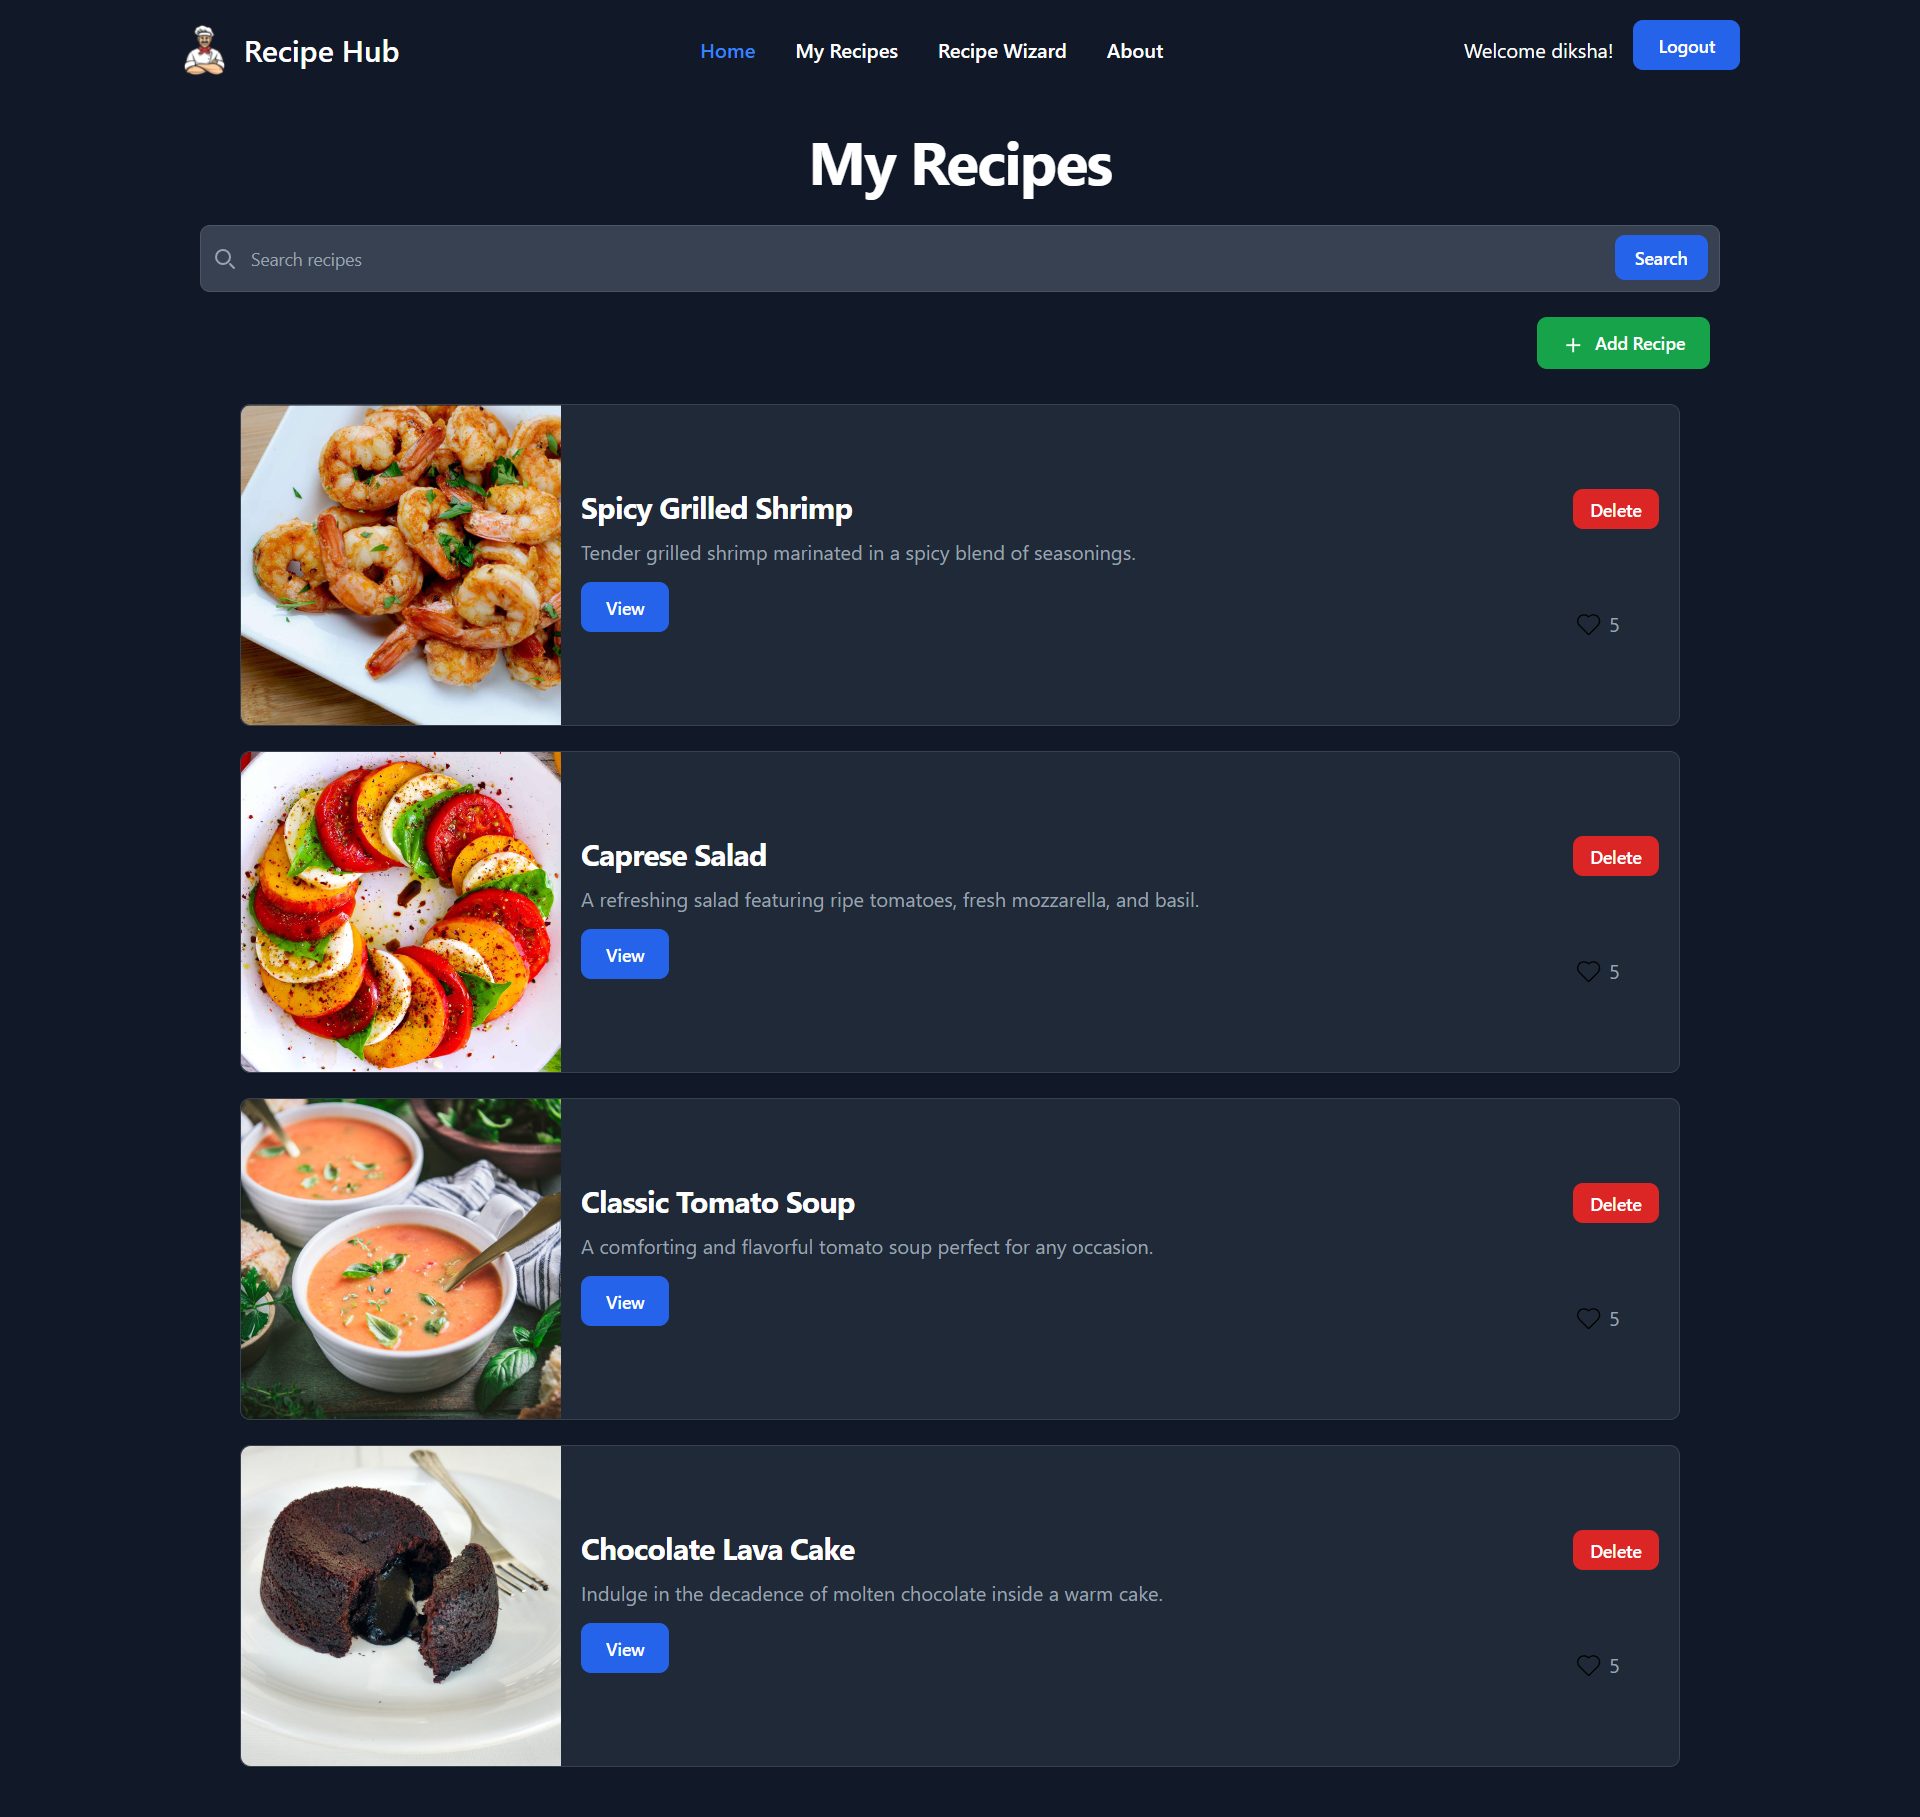 Recipe Hub
Home
My Recipes
Recipe Wizard
About
Welcome diksha!
Logout
My Recipes
Search recipes
Search
+ Add Recipe
Spicy Grilled Shrimp
Delete
Tender grilled shrimp marinated in a spicy blend of seasonings.
View
5
Caprese Salad
Delete
A refreshing salad featuring ripe tomatoes, fresh mozzarella, and basil.
View
5
Classic Tomato Soup
Delete
A comforting and flavorful tomato soup perfect for any occasion.
View
5
Chocolate Lava Cake
Delete
Indulge in the decadence of molten chocolate inside a warm cake.
View
5